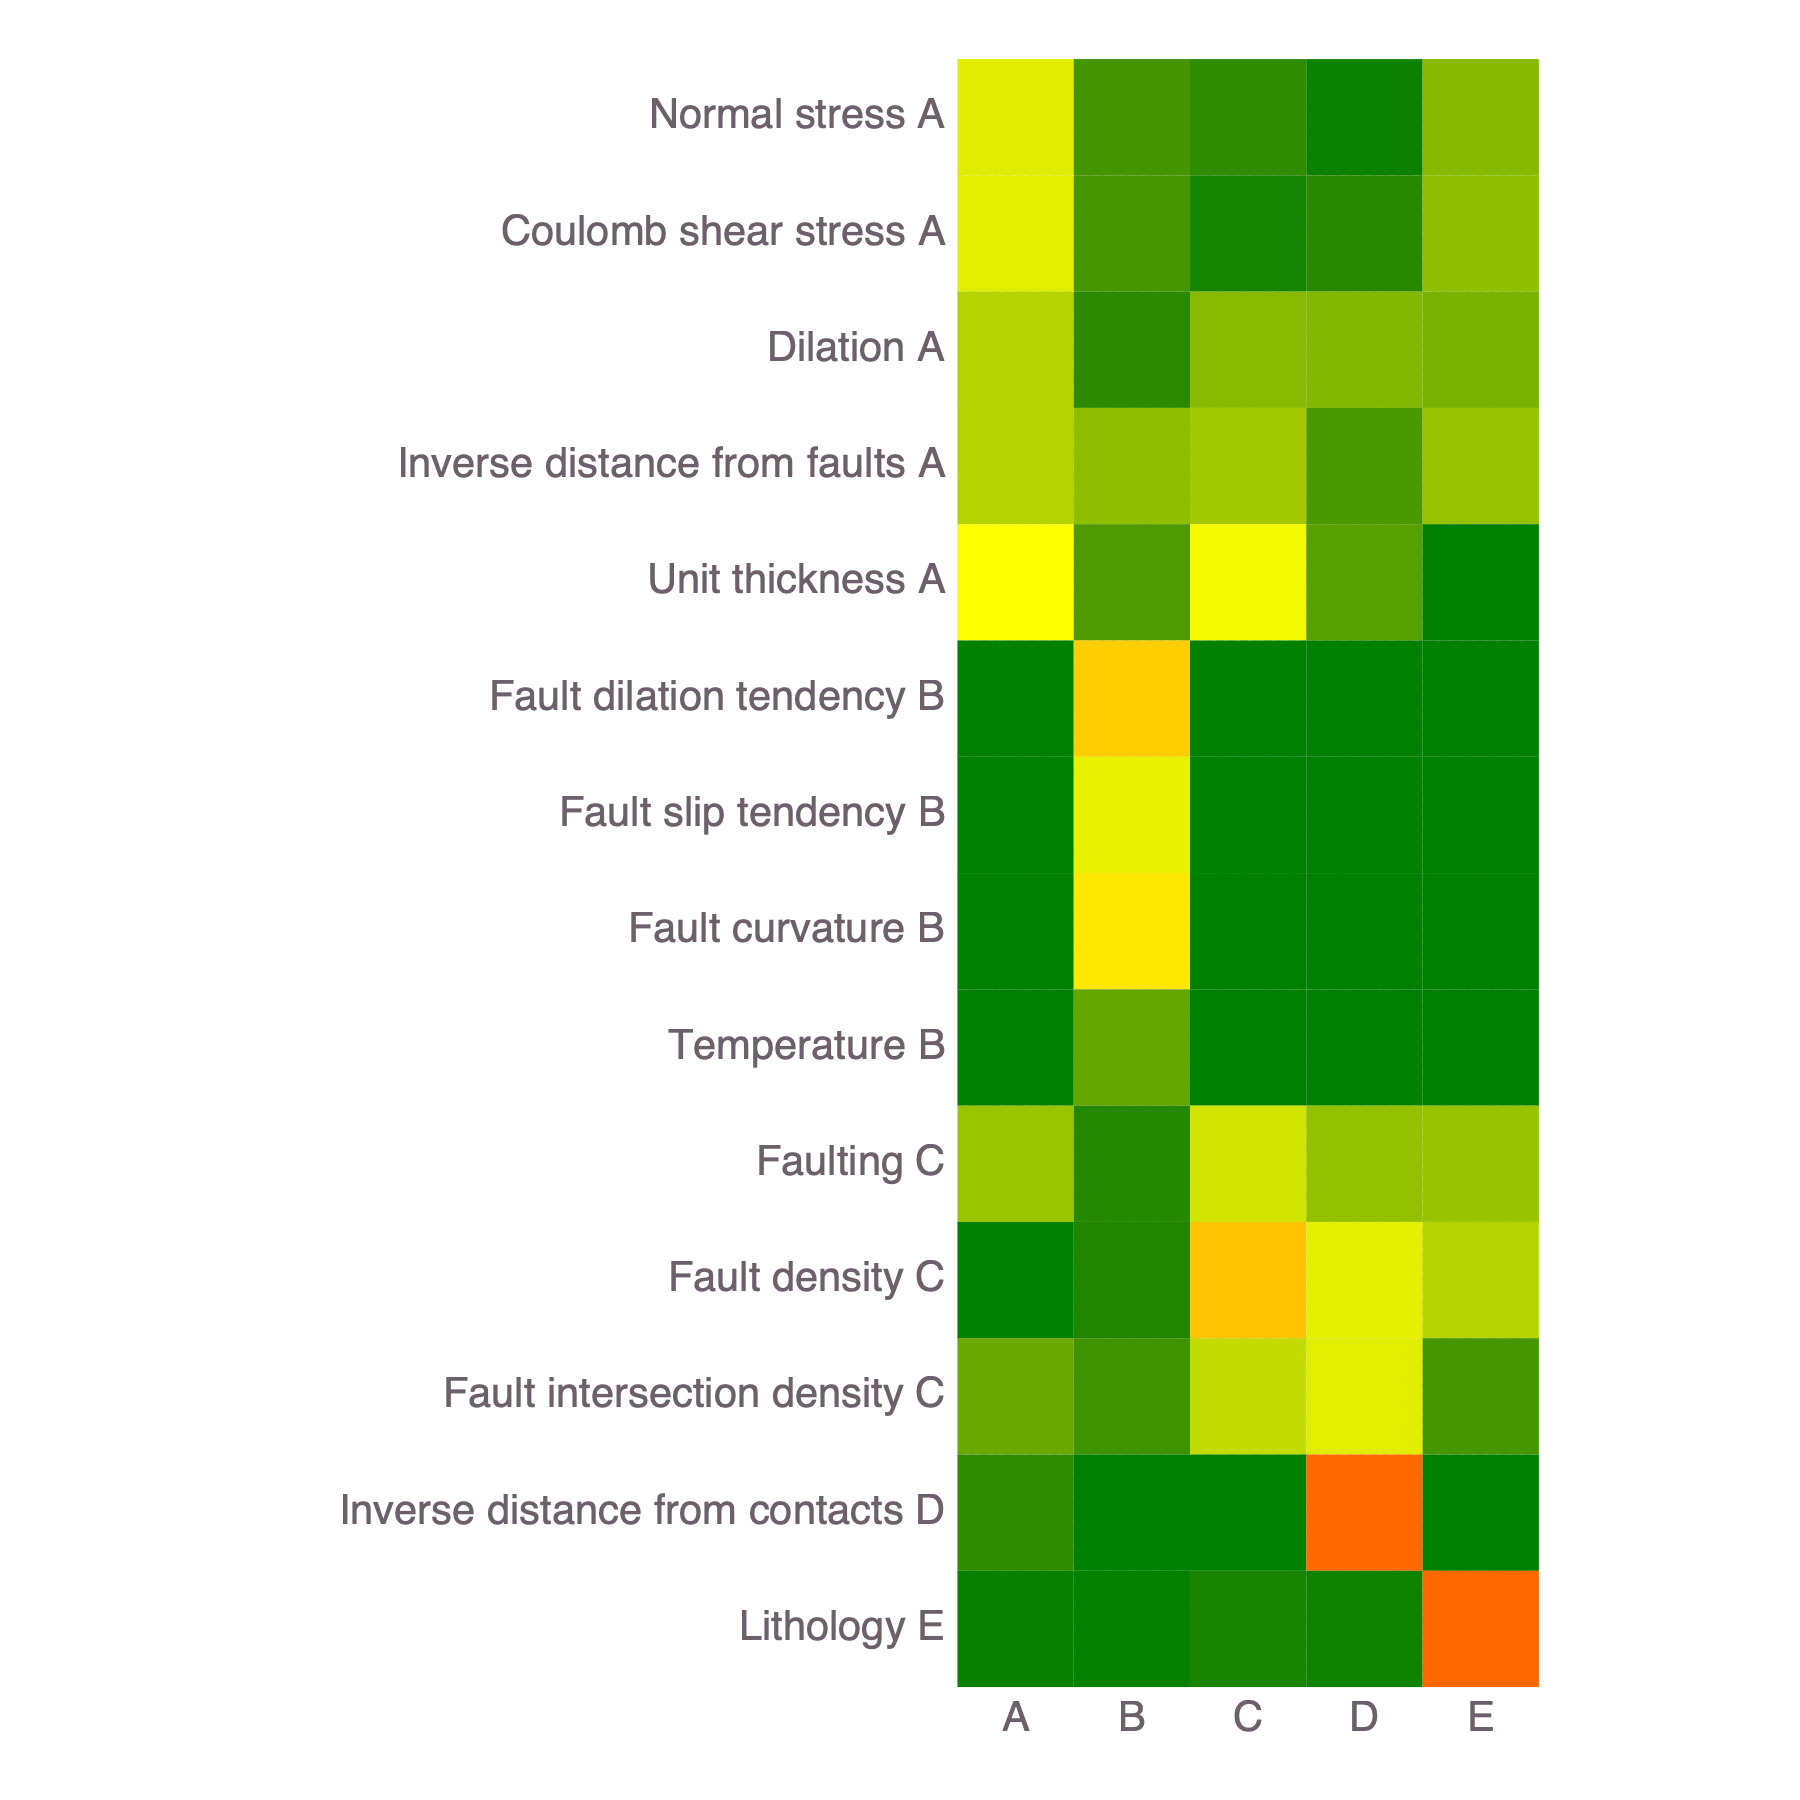 Normal stress A
Coulomb shear stress A
Dilation A
Inverse distance from faults A
Unit thickness A
Fault dilation tendency B
Fault slip tendency B
Fault curvature B
Temperature B
Faulting C
Fault density C
Fault intersection density C
Inverse distance from contacts D
Lithology E
A B C D E